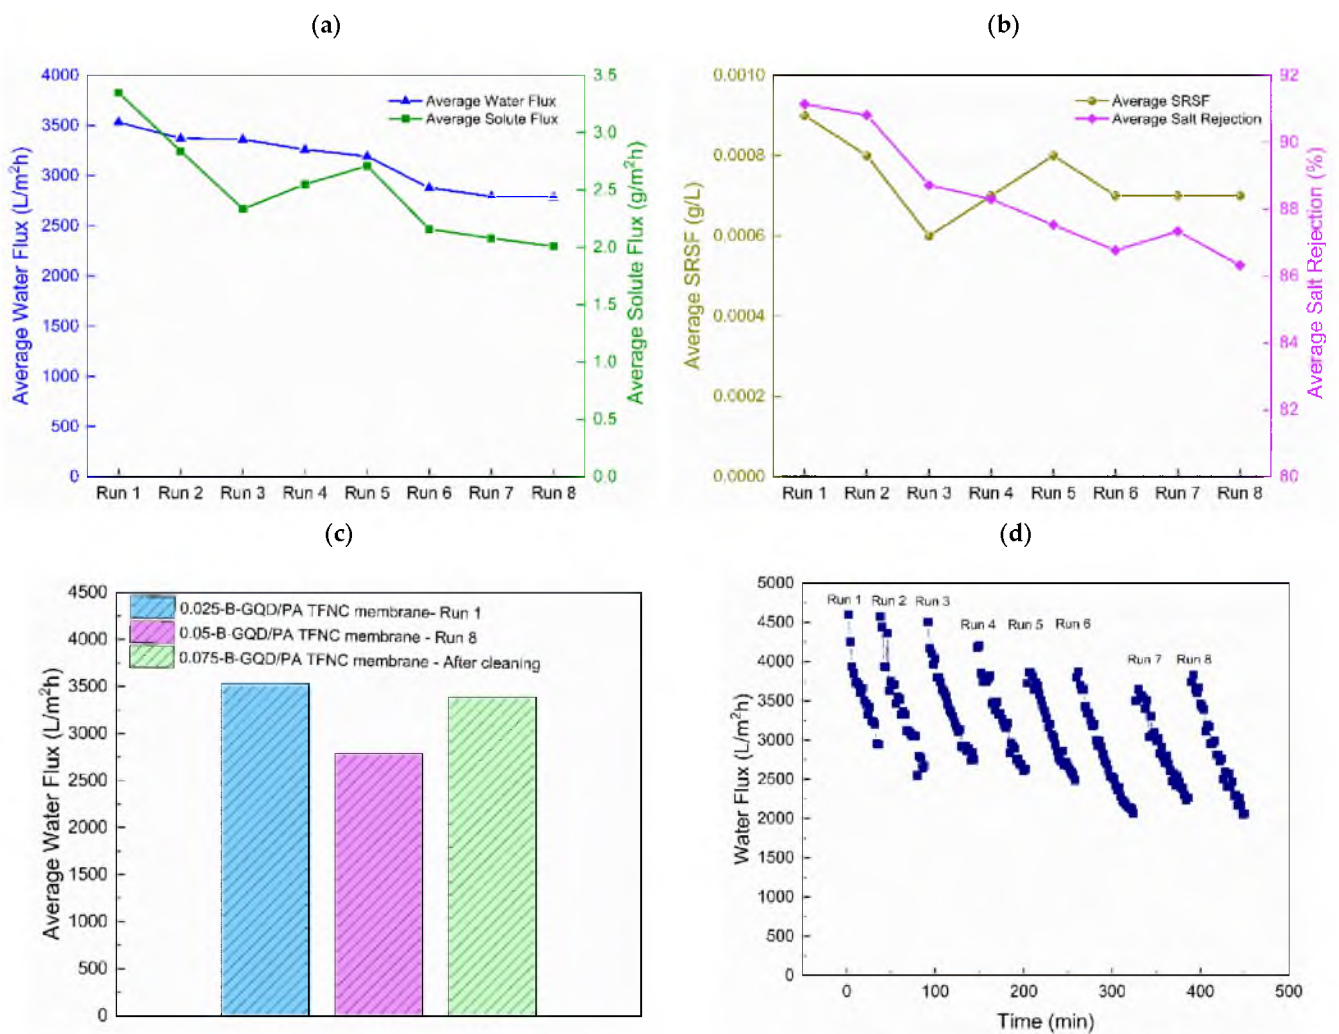 (a)
(b)
4000
3500
3000
2500
2000
1500
1000
500
0
Average Water Flux (L/m²h)
Average Water Flux
Average Solute Flux
3.5
3.0
2.5
2.0
1.5
1.0
0.5
0.0
Average Solute Flux (g/m²h)
Run 1 Run 2 Run 3 Run 4 Run 5 Run 6 Run 7 Run 8
0.0010
0.0008
0.0006
0.0004
0.0002
0.0000
Average SRSF (g/L)
Average SRSF
Average Salt Rejection
92
90
88
86
84
82
80
Average Salt Rejection (%)
Run 1 Run 2 Run 3 Run 4 Run 5 Run 6 Run 7 Run 8
(c)
(d)
4500
4000
3500
3000
2500
2000
1500
1000
500
0
Average Water Flux (L/m²h)
0.025-B-GQD/PA TFNC membrane- Run 1
0.05-B-GQD/PA TFNC membrane - Run 8
0.075-B-GQD/PA TFNC membrane - After cleaning
5000
4500
4000
3500
3000
2500
2000
1500
1000
500
0
Water Flux (L/m²h)
Run 1 Run 2 Run 3
Run 4 Run 5 Run 6
Run 7 Run 8
0 100 200 300 400 500
Time (min)